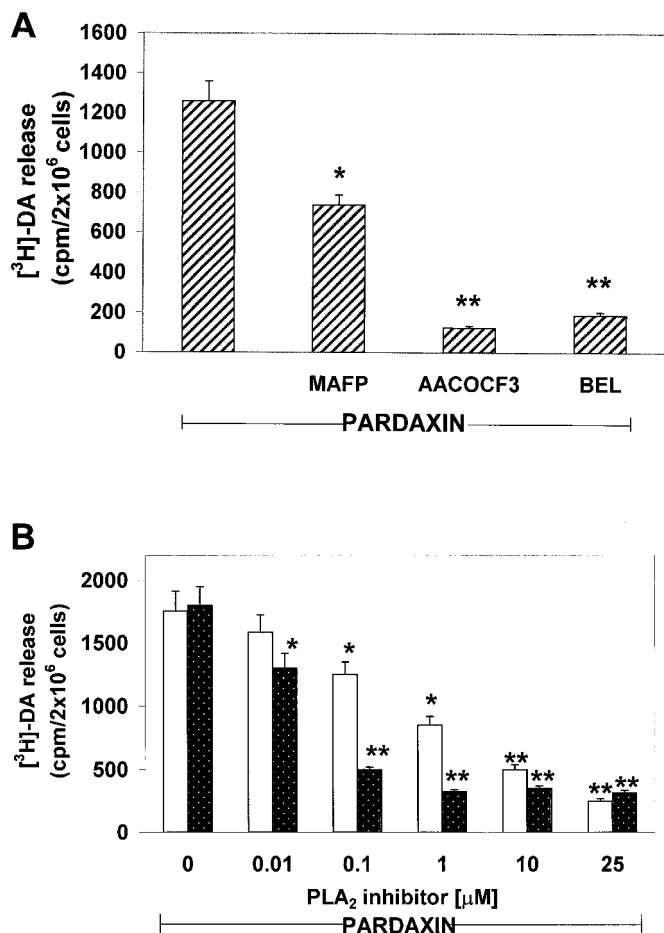 A
[³H]-DA release
(cpm/2x10⁶ cells)
1600
1400
1200
1000
800
600
400
200
0
*
**
**
MAFP AACOCF3 BEL
PARDAXIN
B
[³H]-DA release
(cpm/2x10⁶ cells)
2000
1500
1000
500
0
*
*
**
*
**
**
**
**
**
0 0.01 0.1 1 10 25
PLA₂ inhibitor [μM]
PARDAXIN